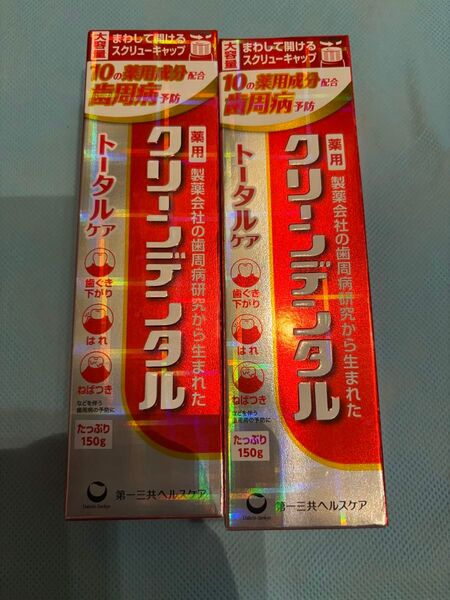 大容量
まわして開ける
スクリューキャップ
10の薬用成分配合
歯周病予防
薬用
クリーンデンタル
製薬会社の歯周病研究から生まれた
トータルケア
歯ぐき
下がり
はれ
ねばつき
などを伴う
歯周病の予防に
たっぷり
150g
Daiichi-Sankyo
第一三共ヘルスケア
大容量
まわして開ける
スクリューキャップ
10の薬用成分配合
歯周病予防
薬用
クリーンデンタル
製薬会社の歯周病研究から生まれた
トータルケア
歯ぐき
下がり
はれ
ねばつき
などを伴う
歯周病の予防に
たっぷり
150g
Daiichi-Sankyo
第一三共ヘルスケア